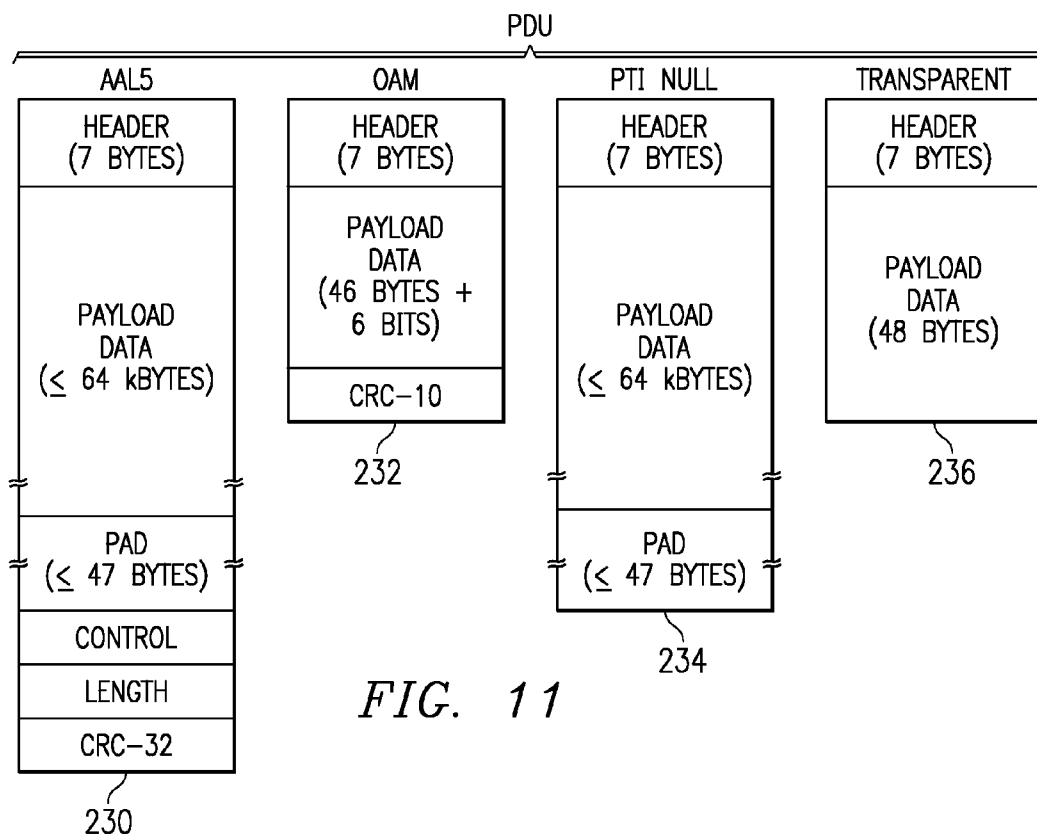 PDU
AAL5
HEADER
(7 BYTES)
PAYLOAD
DATA
(≤ 64 kBYTES)
PAD
(≤ 47 BYTES)
CONTROL
LENGTH
CRC-32
230
OAM
HEADER
(7 BYTES)
PAYLOAD
DATA
(46 BYTES +
6 BITS)
CRC-10
232
PTI NULL
HEADER
(7 BYTES)
PAYLOAD
DATA
(≤ 64 kBYTES)
PAD
(≤ 47 BYTES)
234
TRANSPARENT
HEADER
(7 BYTES)
PAYLOAD
DATA
(48 BYTES)
236
FIG. 11